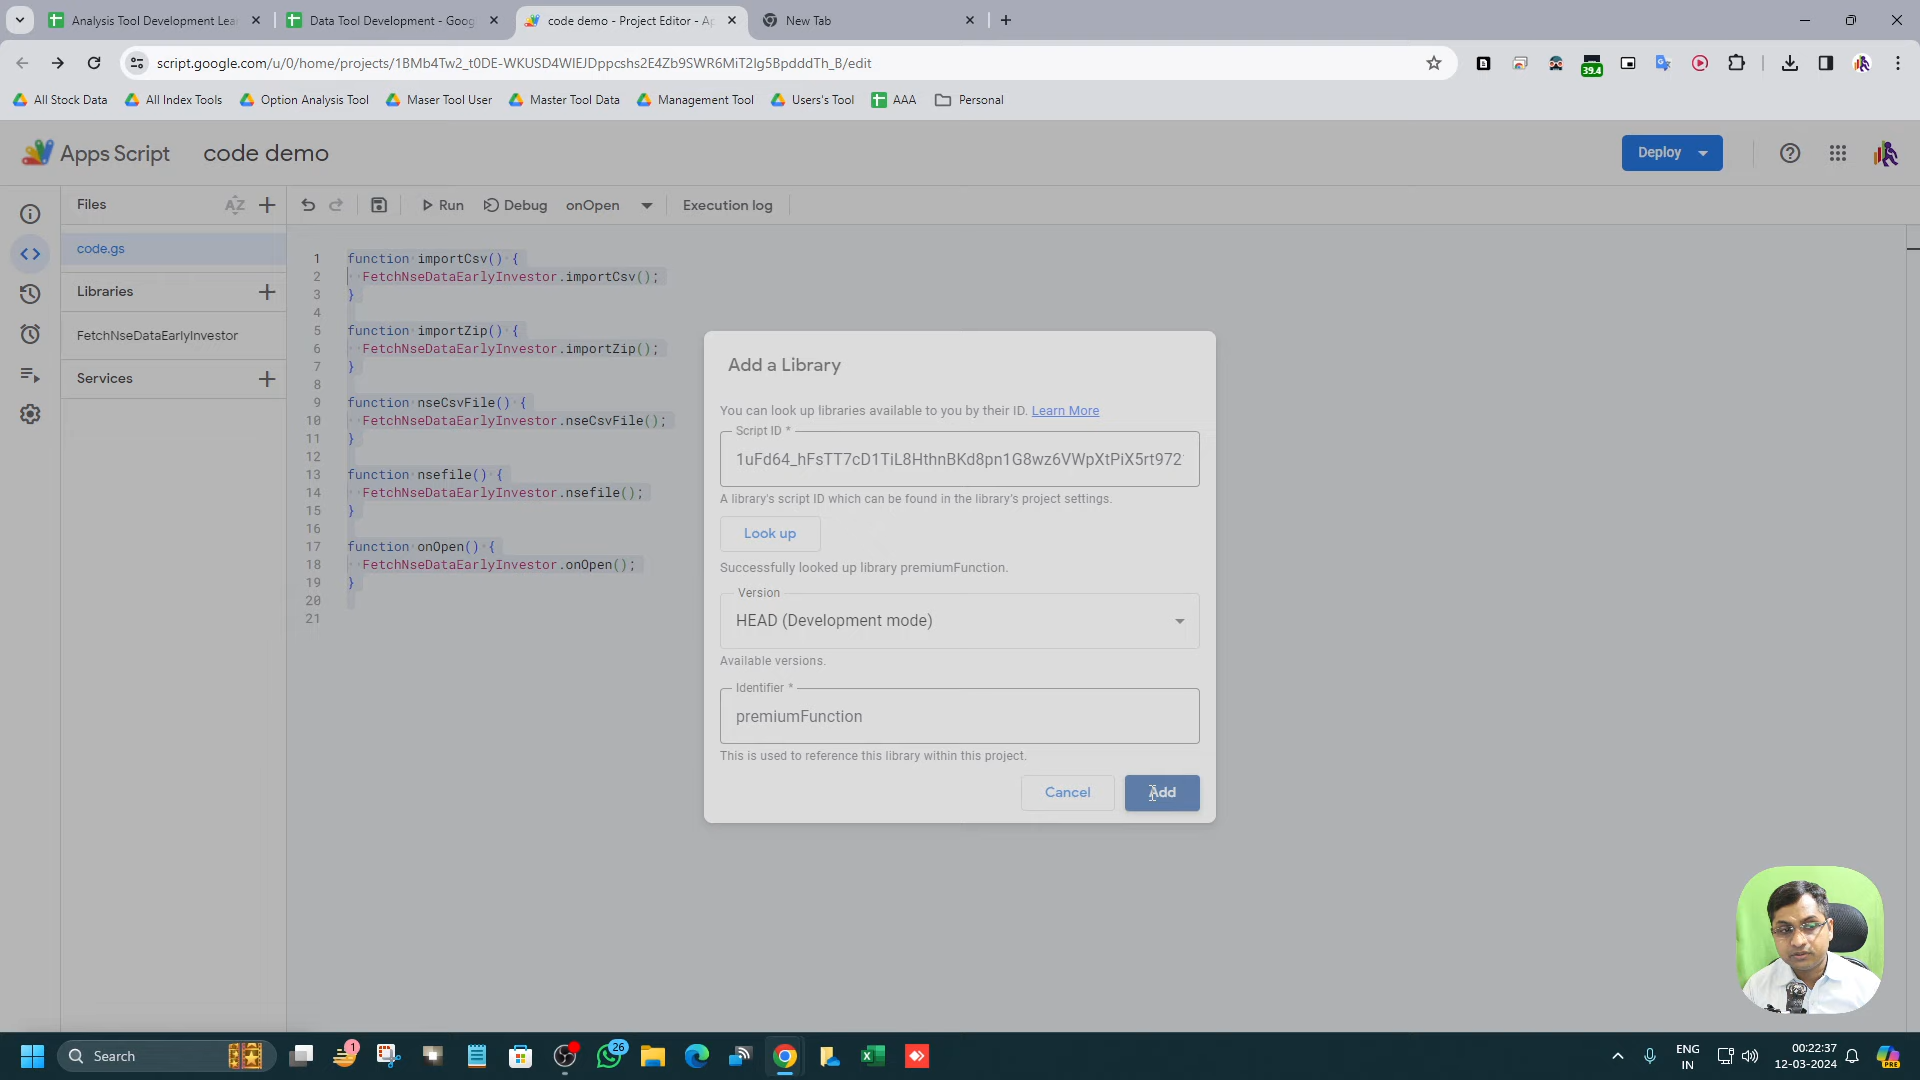 Analysis Tool Development Lea
Data Tool Development - Goog
code demo - Project Editor - Ap
New Tab
script.google.com/u/0/home/projects/1BMb4Tw2_t0DE-WKUSD4WIEJDppcshs2E4Zb9SWR6MiT2Ig5BpdddTh_B/edit
39.4
All Stock Data
All Index Tools
Option Analysis Tool
Maser Tool User
Master Tool Data
Management Tool
Users's Tool
AAA
Personal
Apps Script
code demo
Deploy
Files
AZ
Run
Debug
onOpen
Execution log
code.gs
Libraries
FetchNseDataEarlyInvestor
Services
1 function importCsv() {
2 FetchNseDataEarlyInvestor.importCsv();
3 }
4
5 function importZip() {
6 FetchNseDataEarlyInvestor.importZip();
7 }
8
9 function nseCsvFile() {
10 FetchNseDataEarlyInvestor.nseCsvFile();
11 }
12
13 function nsefile() {
14 FetchNseDataEarlyInvestor.nsefile();
15 }
16
17 function onOpen() {
18 FetchNseDataEarlyInvestor.onOpen();
19 }
20
21
Add a Library
You can look up libraries available to you by their ID. Learn More
Script ID *
1uFd64_hFsTT7cD1TiL8HthnBKd8pn1G8wz6VWpXtPiX5rt972
A library's script ID which can be found in the library's project settings.
Look up
Successfully looked up library premiumFunction.
Version
HEAD (Development mode)
Available versions.
Identifier *
premiumFunction
This is used to reference this library within this project.
Cancel
Add
Search
1
26
ENG
IN
00:22:37
12-03-2024
PRE